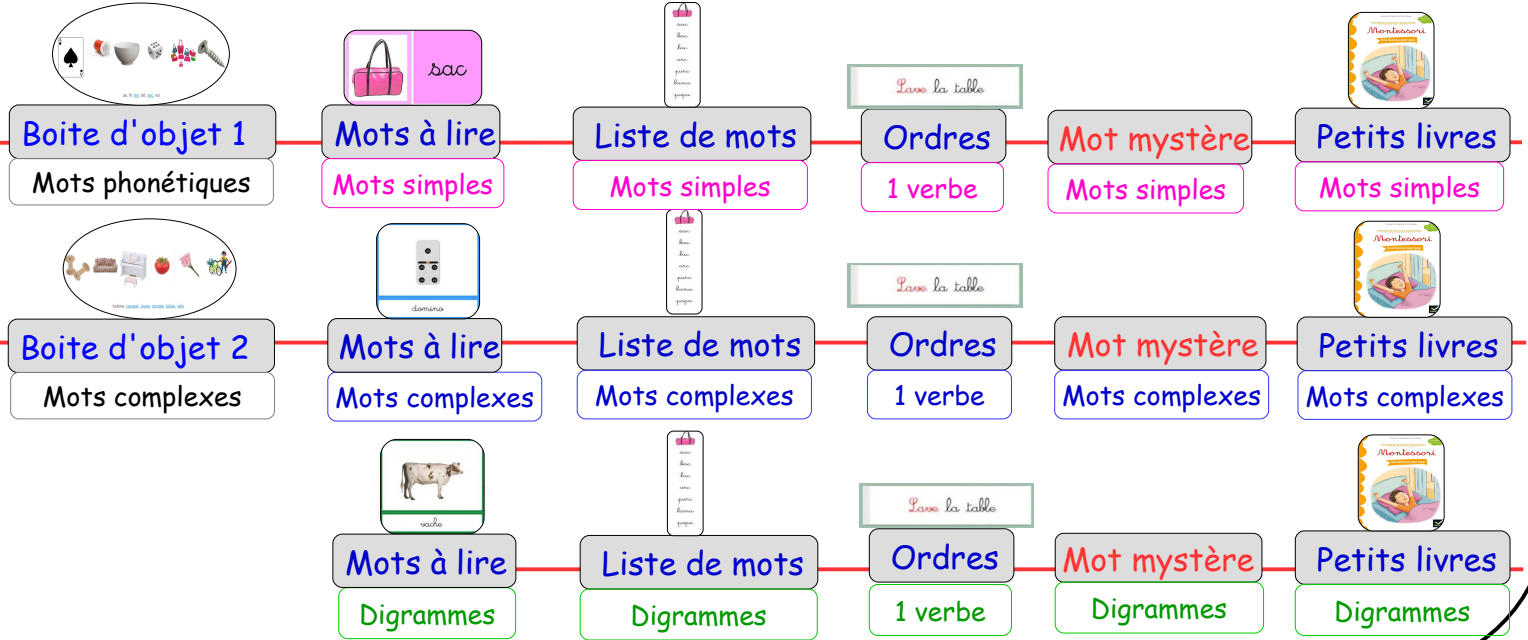 sac
Lave la table
Montessori
Boite d'objet 1
Mots à lire
Liste de mots
Ordres
Mot mystère
Petits livres
Mots phonétiques
Mots simples
Mots simples
1 verbe
Mots simples
Mots simples
domino
Lave la table
Montessori
Boite d'objet 2
Mots à lire
Liste de mots
Ordres
Mot mystère
Petits livres
Mots complexes
Mots complexes
Mots complexes
1 verbe
Mots complexes
Mots complexes
vache
Lave la table
Montessori
Mots à lire
Liste de mots
Ordres
Mot mystère
Petits livres
Digrammes
Digrammes
1 verbe
Digrammes
Digrammes